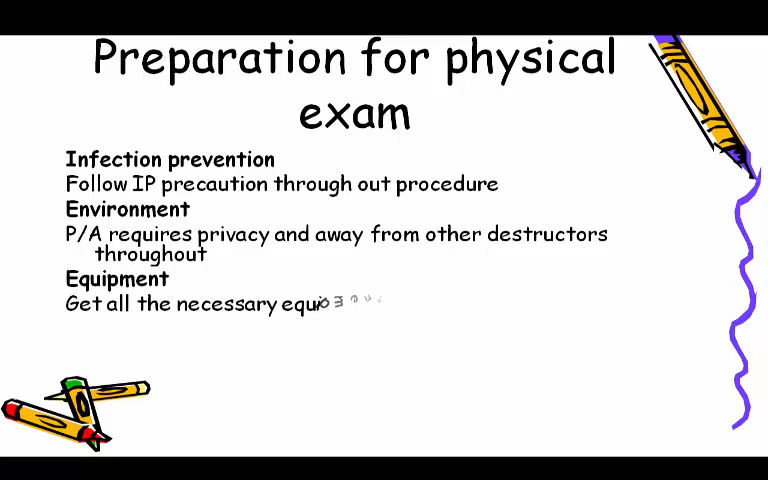 Preparation for physical
exam
Infection prevention
Follow IP precaution through out procedure
Environment
P/A requires privacy and away from other destructors
throughout
Equipment
Get all the necessary